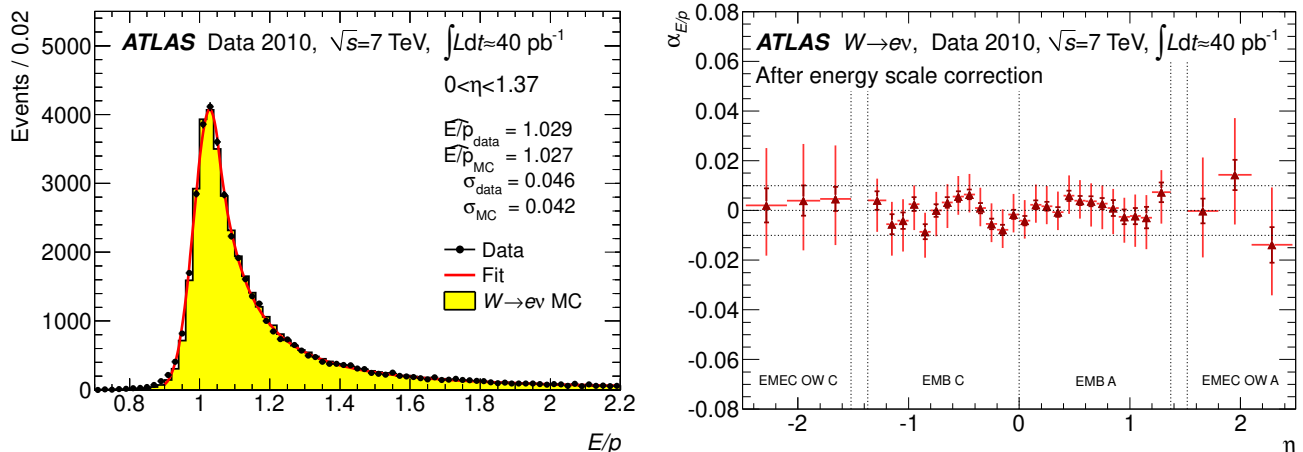 ATLAS Data 2010, √s=7 TeV, ∫Ldt≈40 pb⁻¹
0<η<1.37
E/p data = 1.029
E/p MC = 1.027
σdata = 0.046
σMC = 0.042
Data
Fit
W→eν MC
Events / 0.02
5000
4000
3000
2000
1000
0
0.8 1 1.2 1.4 1.6 1.8 2 2.2
E/p
ATLAS W→eν, Data 2010, √s=7 TeV, ∫Ldt≈40 pb⁻¹
After energy scale correction
αE/p
0.08
0.06
0.04
0.02
0
-0.02
-0.04
-0.06
-0.08
EMEC OW C EMB C EMB A EMEC OW A
-2 -1 0 1 2
η